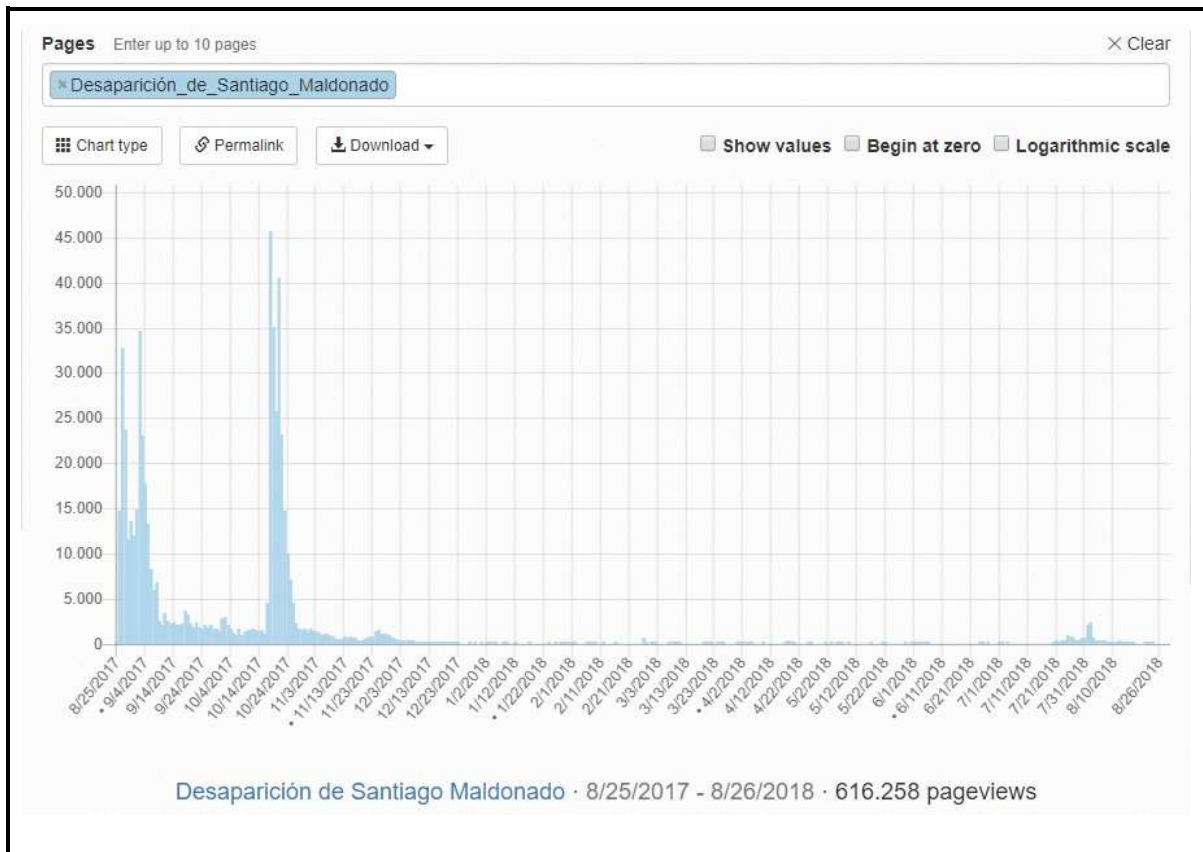 Pages Enter up to 10 pages × Clear
× Desaparición_de_Santiago_Maldonado
Chart type Permalink Download Show values Begin at zero Logarithmic scale
50.000
45.000
40.000
35.000
30.000
25.000
20.000
15.000
10.000
5.000
0
8/25/2017 • 9/4/2017 9/14/2017 9/24/2017 10/4/2017 10/14/2017 10/24/2017 11/3/2017 • 11/13/2017 11/23/2017 12/3/2017 12/13/2017 12/23/2017 1/2/2018 1/12/2018 • 1/22/2018 2/1/2018 2/11/2018 2/21/2018 3/3/2018 3/13/2018 3/23/2018 • 4/2/2018 4/12/2018 4/22/2018 5/2/2018 5/12/2018 5/22/2018 6/1/2018 • 6/11/2018 6/21/2018 7/1/2018 7/11/2018 7/21/2018 7/31/2018 8/10/2018 8/26/2018
Desaparición de Santiago Maldonado · 8/25/2017 - 8/26/2018 · 616.258 pageviews